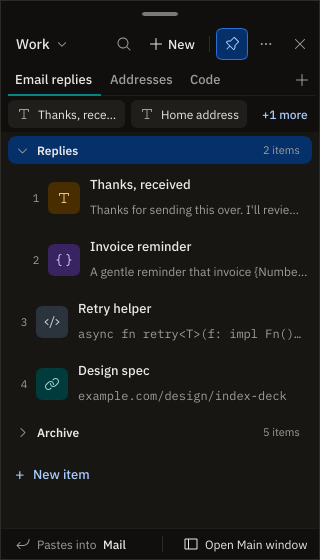 Work
New
Email replies Addresses Code
Thanks, rece... Home address +1 more
Replies 2 items
1 Thanks, received
Thanks for sending this over. I'll revie...
2 Invoice reminder
A gentle reminder that invoice {Numbe...
3 Retry helper
async fn retry<T>(f: impl Fn()...
4 Design spec
example.com/design/index-deck
Archive 5 items
+ New item
Pastes into Mail Open Main window